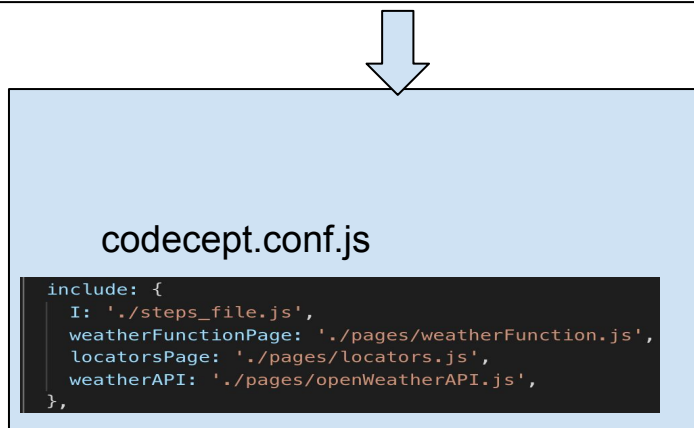 codecept.conf.js
include: {
I: './steps_file.js',
weatherFunctionPage: './pages/weatherFunction.js',
locatorsPage: './pages/locators.js',
weatherAPI: './pages/openWeatherAPI.js',
},